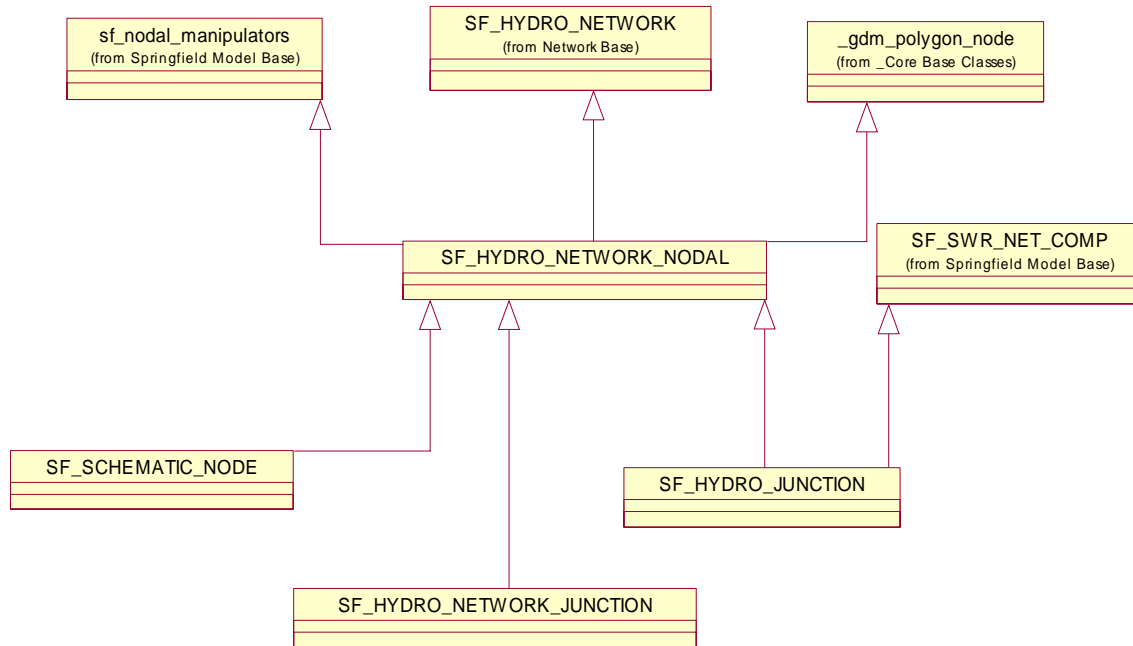 sf_nodal_manipulators
(from Springfield Model Base)
SF_HYDRO_NETWORK
(from Network Base)
_gdm_polygon_node
(from _Core Base Classes)
SF_HYDRO_NETWORK_NODAL
SF_SWR_NET_COMP
(from Springfield Model Base)
SF_SCHEMATIC_NODE
SF_HYDRO_JUNCTION
SF_HYDRO_NETWORK_JUNCTION